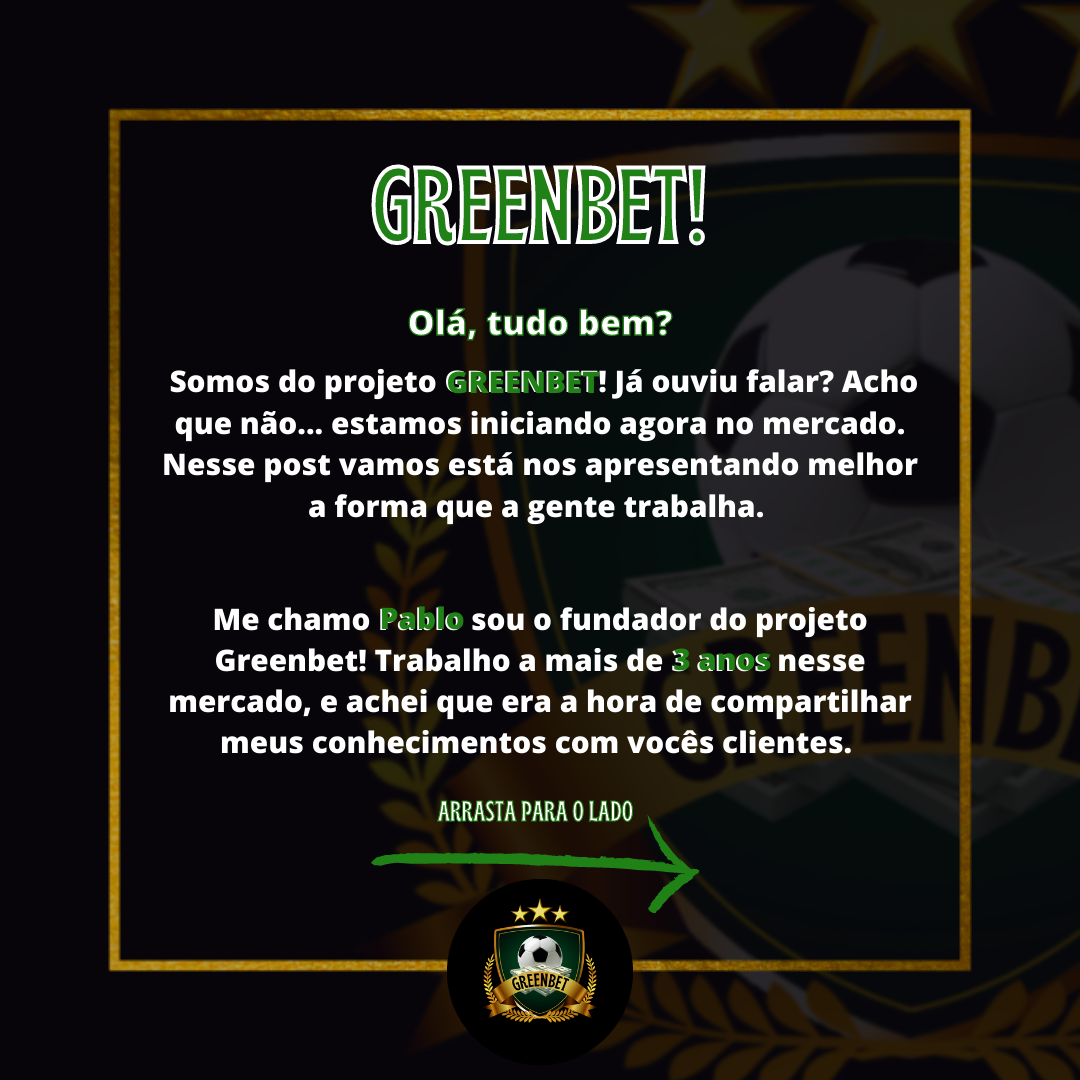 GREENBET!
Olá, tudo bem?
Somos do projeto GREENBET! Já ouviu falar? Acho
que não... estamos iniciando agora no mercado.
Nesse post vamos está nos apresentando melhor
a forma que a gente trabalha.
Me chamo Pablo sou o fundador do projeto
Greenbet! Trabalho a mais de 3 anos nesse
mercado, e achei que era a hora de compartilhar
meus conhecimentos com vocês clientes.
ARRASTA PARA O LADO
GREENBET
GREENB